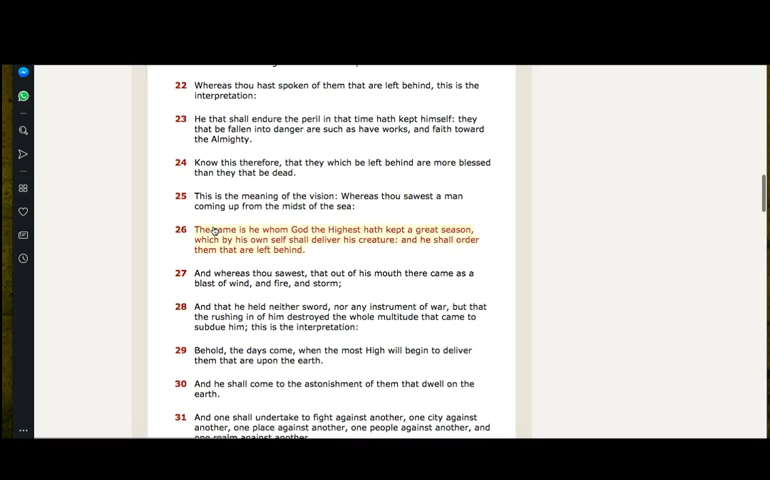 22 Whereas thou hast spoken of them that are left behind, this is the
interpretation:
23 He that shall endure the peril in that time hath kept himself: they
that be fallen into danger are such as have works, and faith toward
the Almighty.
24 Know this therefore, that they which be left behind are more blessed
than they that be dead.
25 This is the meaning of the vision: Whereas thou sawest a man
coming up from the midst of the sea:
26 The same is he whom God the Highest hath kept a great season,
which by his own self shall deliver his creature: and he shall order
them that are left behind.
27 And whereas thou sawest, that out of his mouth there came as a
blast of wind, and fire, and storm;
28 And that he held neither sword, nor any instrument of war, but that
the rushing in of him destroyed the whole multitude that came to
subdue him; this is the interpretation:
29 Behold, the days come, when the most High will begin to deliver
them that are upon the earth.
30 And he shall come to the astonishment of them that dwell on the
earth.
31 And one shall undertake to fight against another, one city against
another, one place against another, one people against another, and
one realm against another.